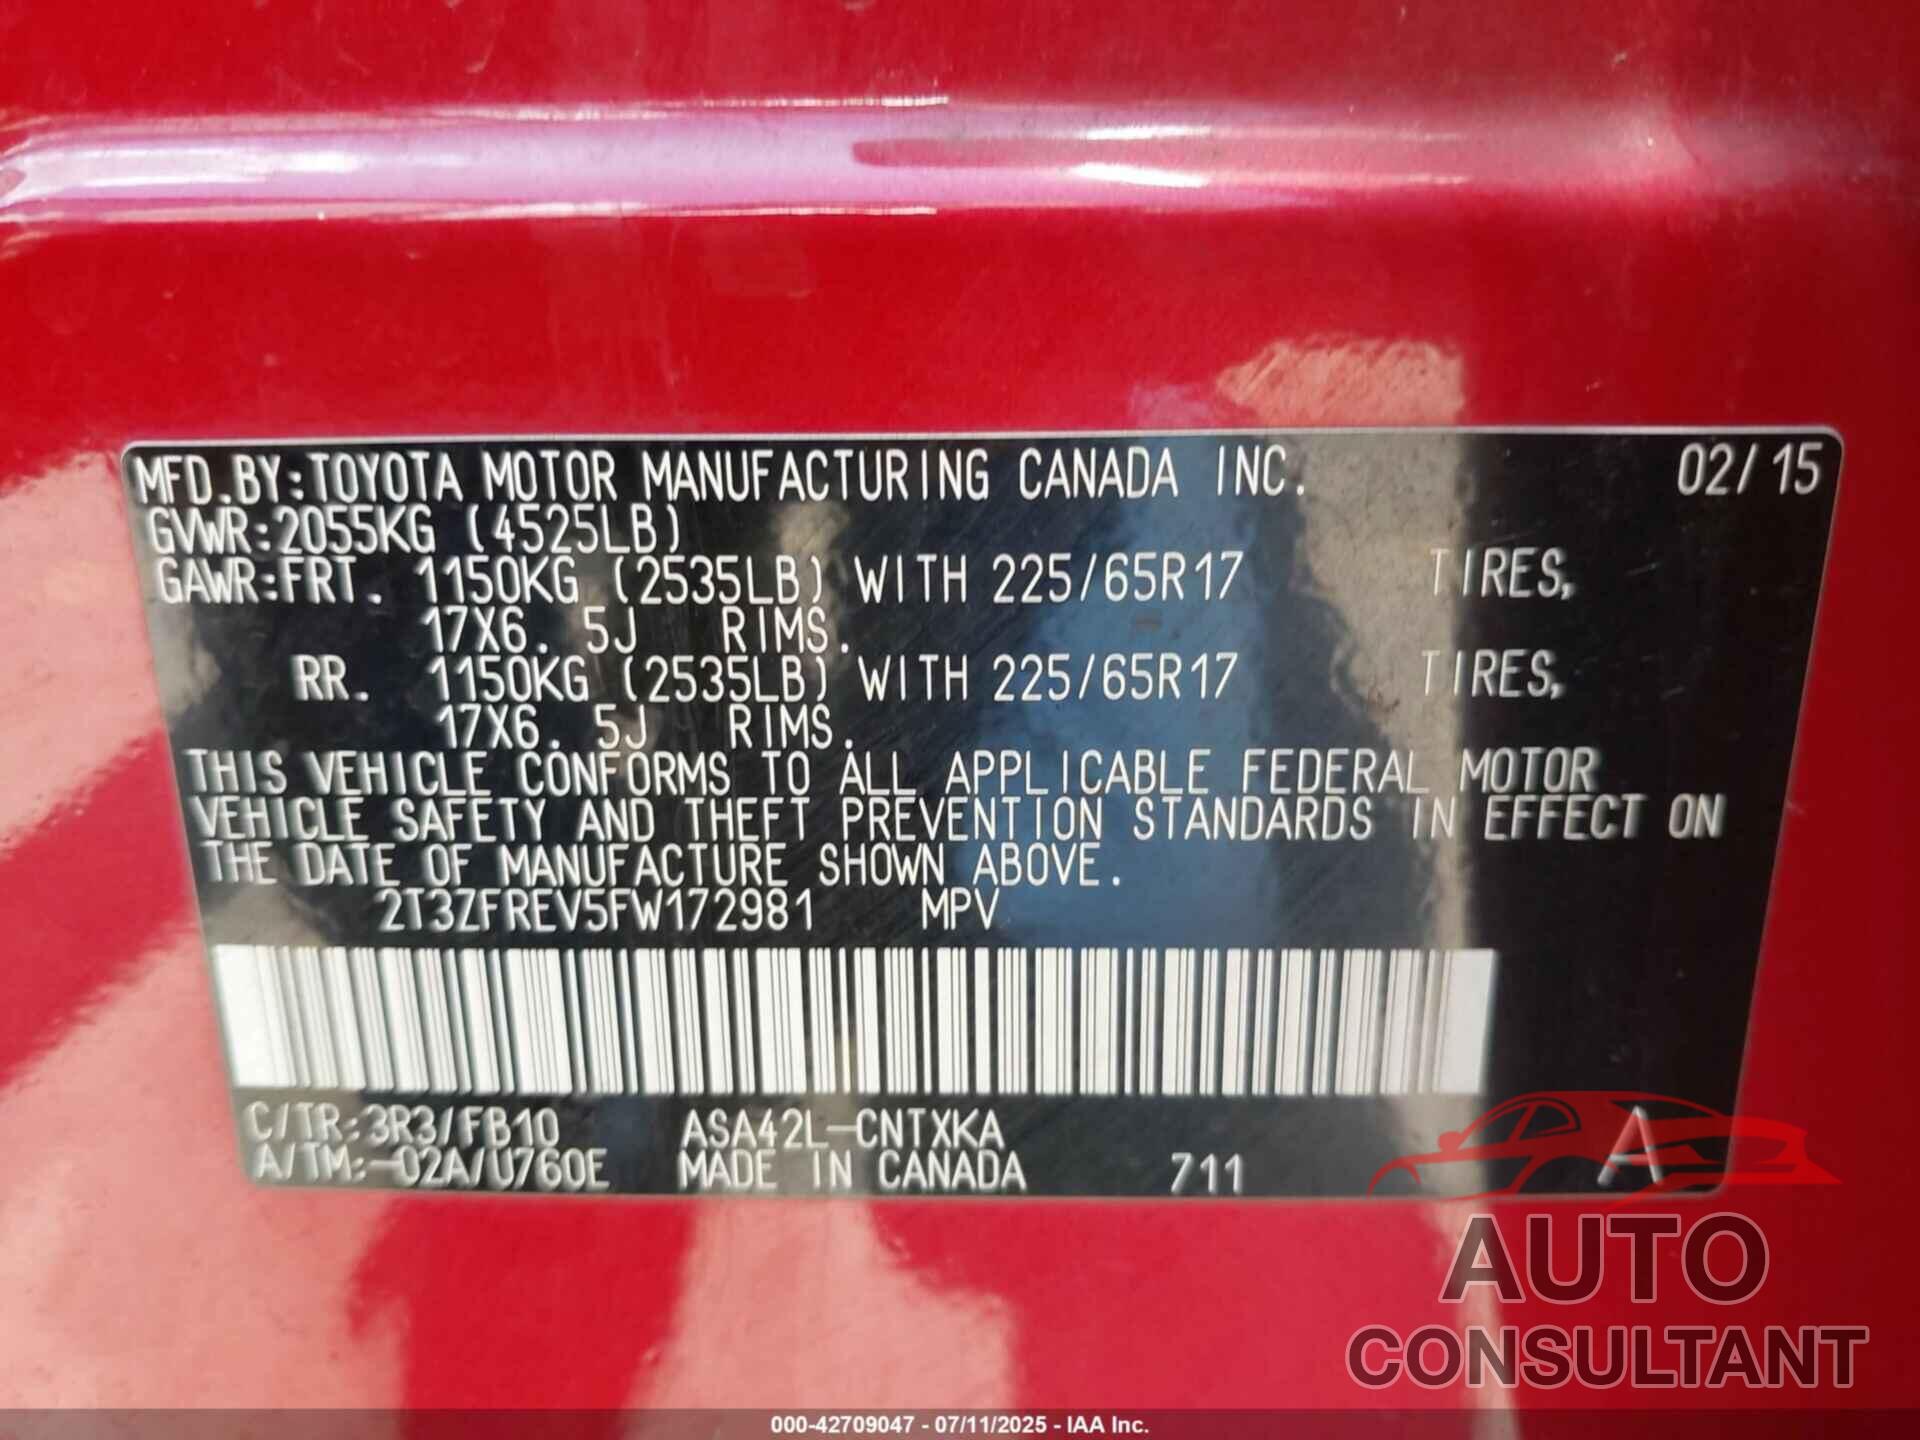 MFD.BY:TOYOTA MOTOR MANUFACTURING CANADA INC. 02/15
GVWR:2055KG (4525LB)
GAWR:FRT. 1150KG (2535LB) WITH 225/65R17 TIRES,
17X6. 5J RIMS.
RR. 1150KG (2535LB) WITH 225/65R17 TIRES,
17X6. 5J RIMS.
THIS VEHICLE CONFORMS TO ALL APPLICABLE FEDERAL MOTOR
VEHICLE SAFETY AND THEFT PREVENTION STANDARDS IN EFFECT ON
THE DATE OF MANUFACTURE SHOWN ABOVE.
2T3ZFREV5FW172981 MPV
C/TR:3R3/FB10 ASA42L-CNTXKA
A/TM:-02A/U760E MADE IN CANADA 711 A
AUTO
CONSULTANT
000-42709047 - 07/11/2025 - IAA Inc.